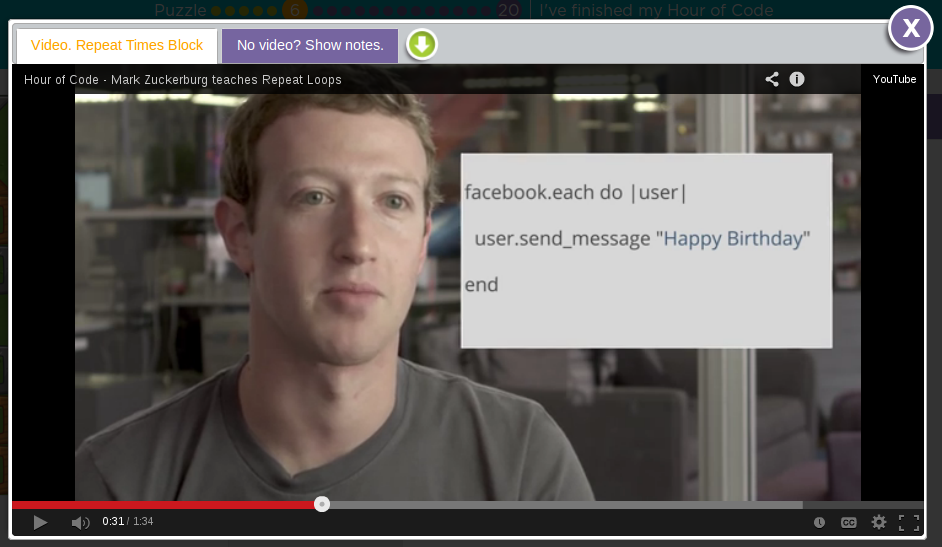 Puzzle 6 20 I've finished my Hour of Code
Video. Repeat Times Block
No video? Show notes.
X
Hour of Code - Mark Zuckerburg teaches Repeat Loops
YouTube
facebook.each do |user|
user.send_message "Happy Birthday"
end
0:31 / 1:34
CC